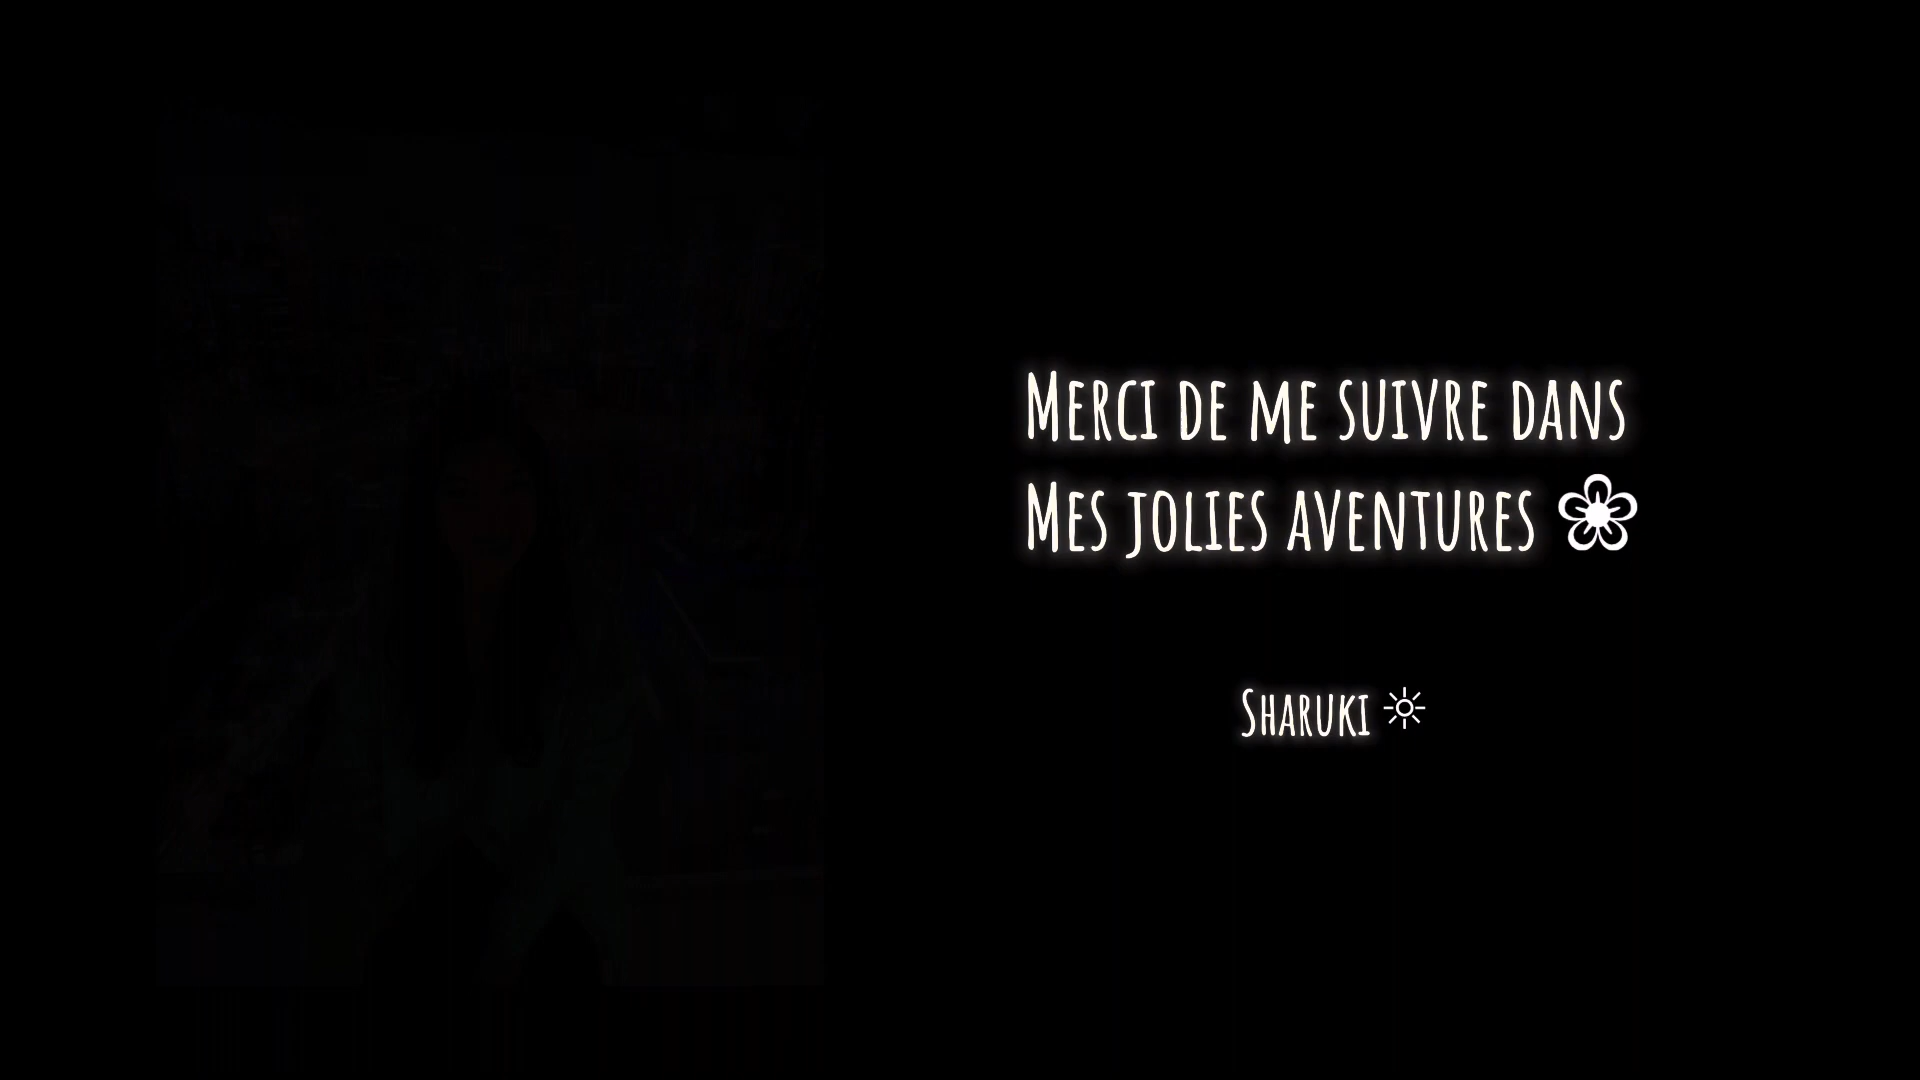 Merci de me suivre dans
Mes jolies aventures ❀
Sharuki ☼